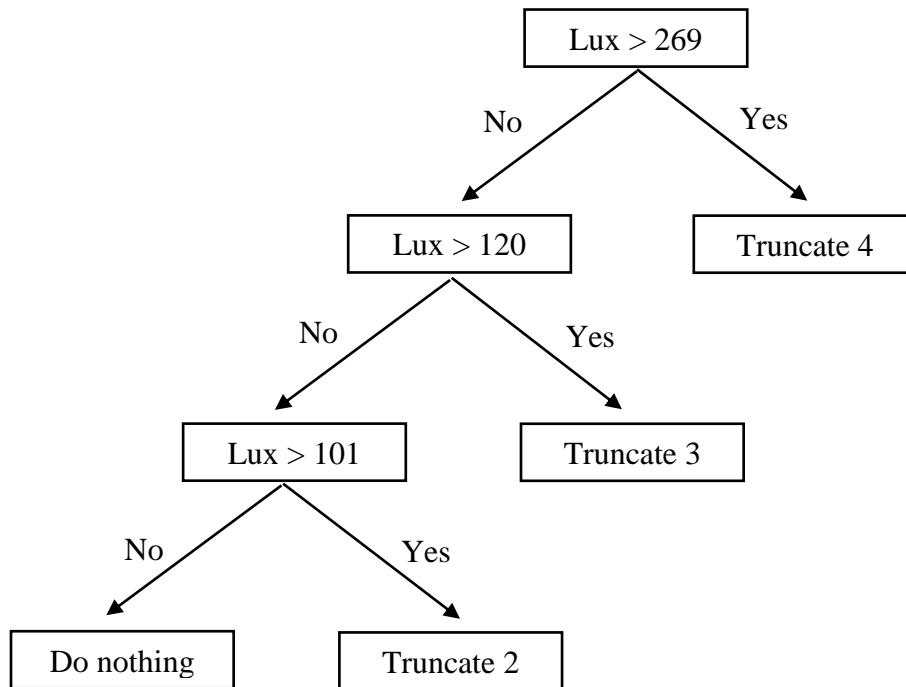 Lux > 269
No
Yes
Lux > 120
Truncate 4
No
Yes
Lux > 101
Truncate 3
No
Yes
Do nothing
Truncate 2